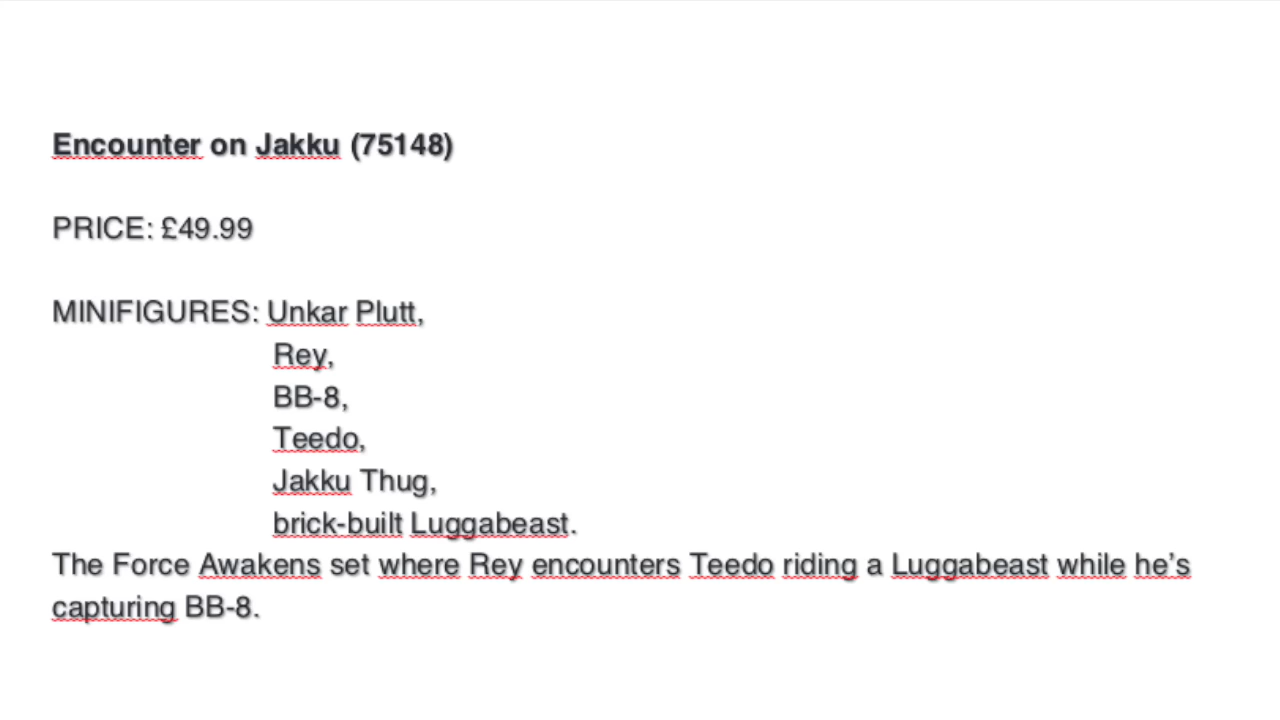 Encounter on Jakku (75148)
PRICE: £49.99
MINIFIGURES: Unkar Plutt,
Rey,
BB-8,
Teedo,
Jakku Thug,
brick-built Luggabeast.
The Force Awakens set where Rey encounters Teedo riding a Luggabeast while he’s
capturing BB-8.